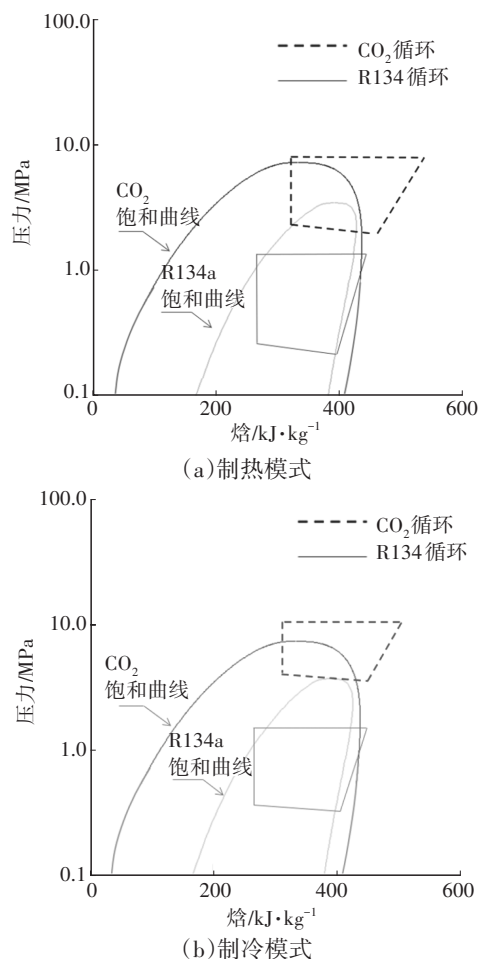 100.0
CO₂循环
R134循环
10.0
CO₂
饱和曲线
R134a
饱和曲线
1.0
0.1
0
200
400
600
压力/MPa
焓/kJ·kg⁻¹
(a)制热模式
100.0
CO₂循环
R134循环
10.0
CO₂
饱和曲线
R134a
饱和曲线
1.0
0.1
0
200
400
600
压力/MPa
焓/kJ·kg⁻¹
(b)制冷模式